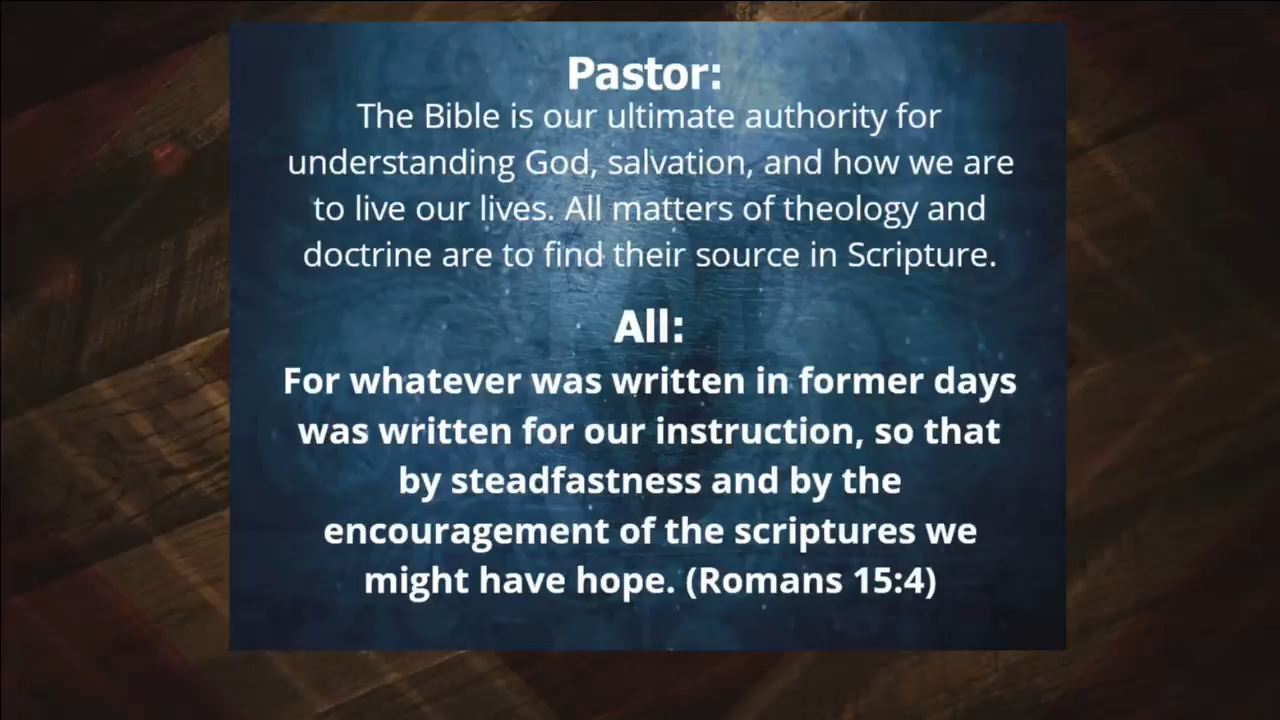 Pastor:
The Bible is our ultimate authority for
understanding God, salvation, and how we are
to live our lives. All matters of theology and
doctrine are to find their source in Scripture.
All:
For whatever was written in former days
was written for our instruction, so that
by steadfastness and by the
encouragement of the scriptures we
might have hope. (Romans 15:4)